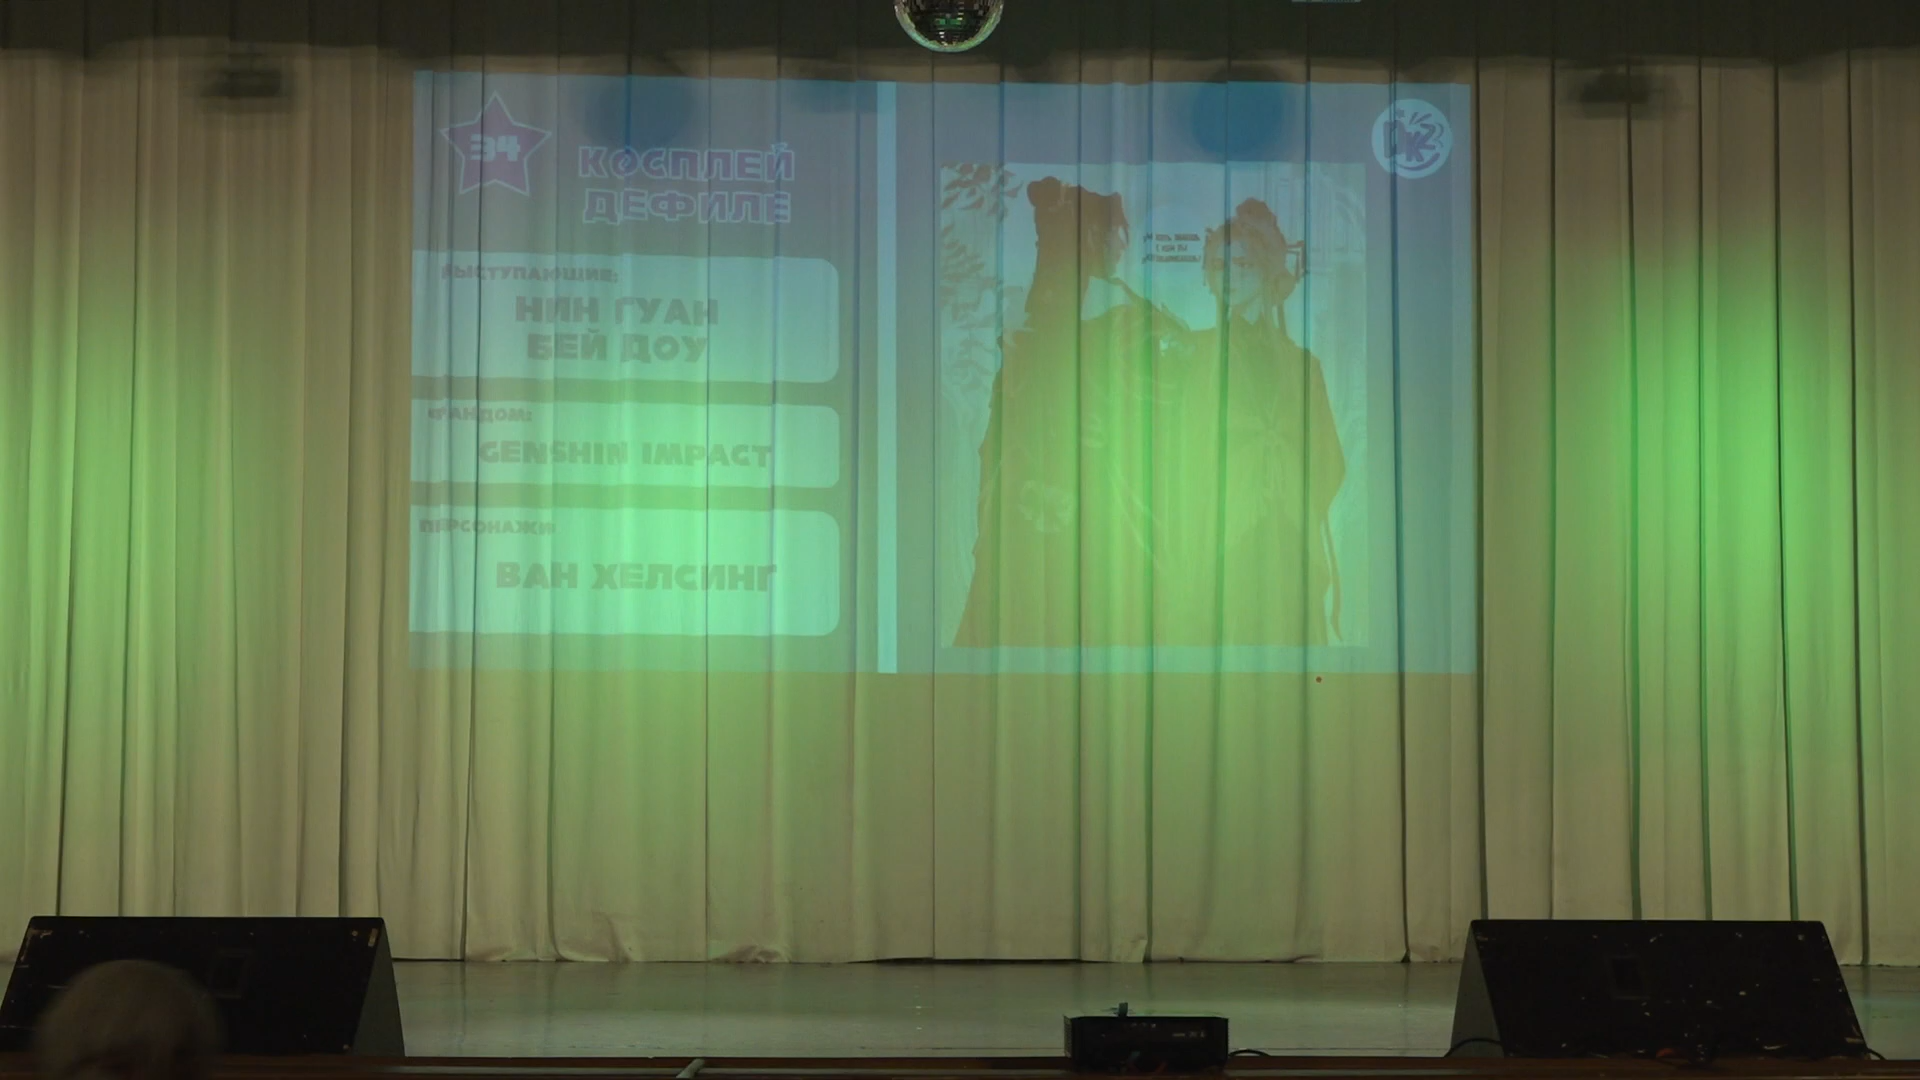 34
КОСПЛЕЙ
ДЕФИЛЕ
ВЫСТУПАЮЩИЕ:
НИН ГУАН
БЕЙ ДОУ
ФАНДОМ:
GENSHIN IMPACT
ПЕРСОНАЖИ
ВАН ХЕЛСИНГ